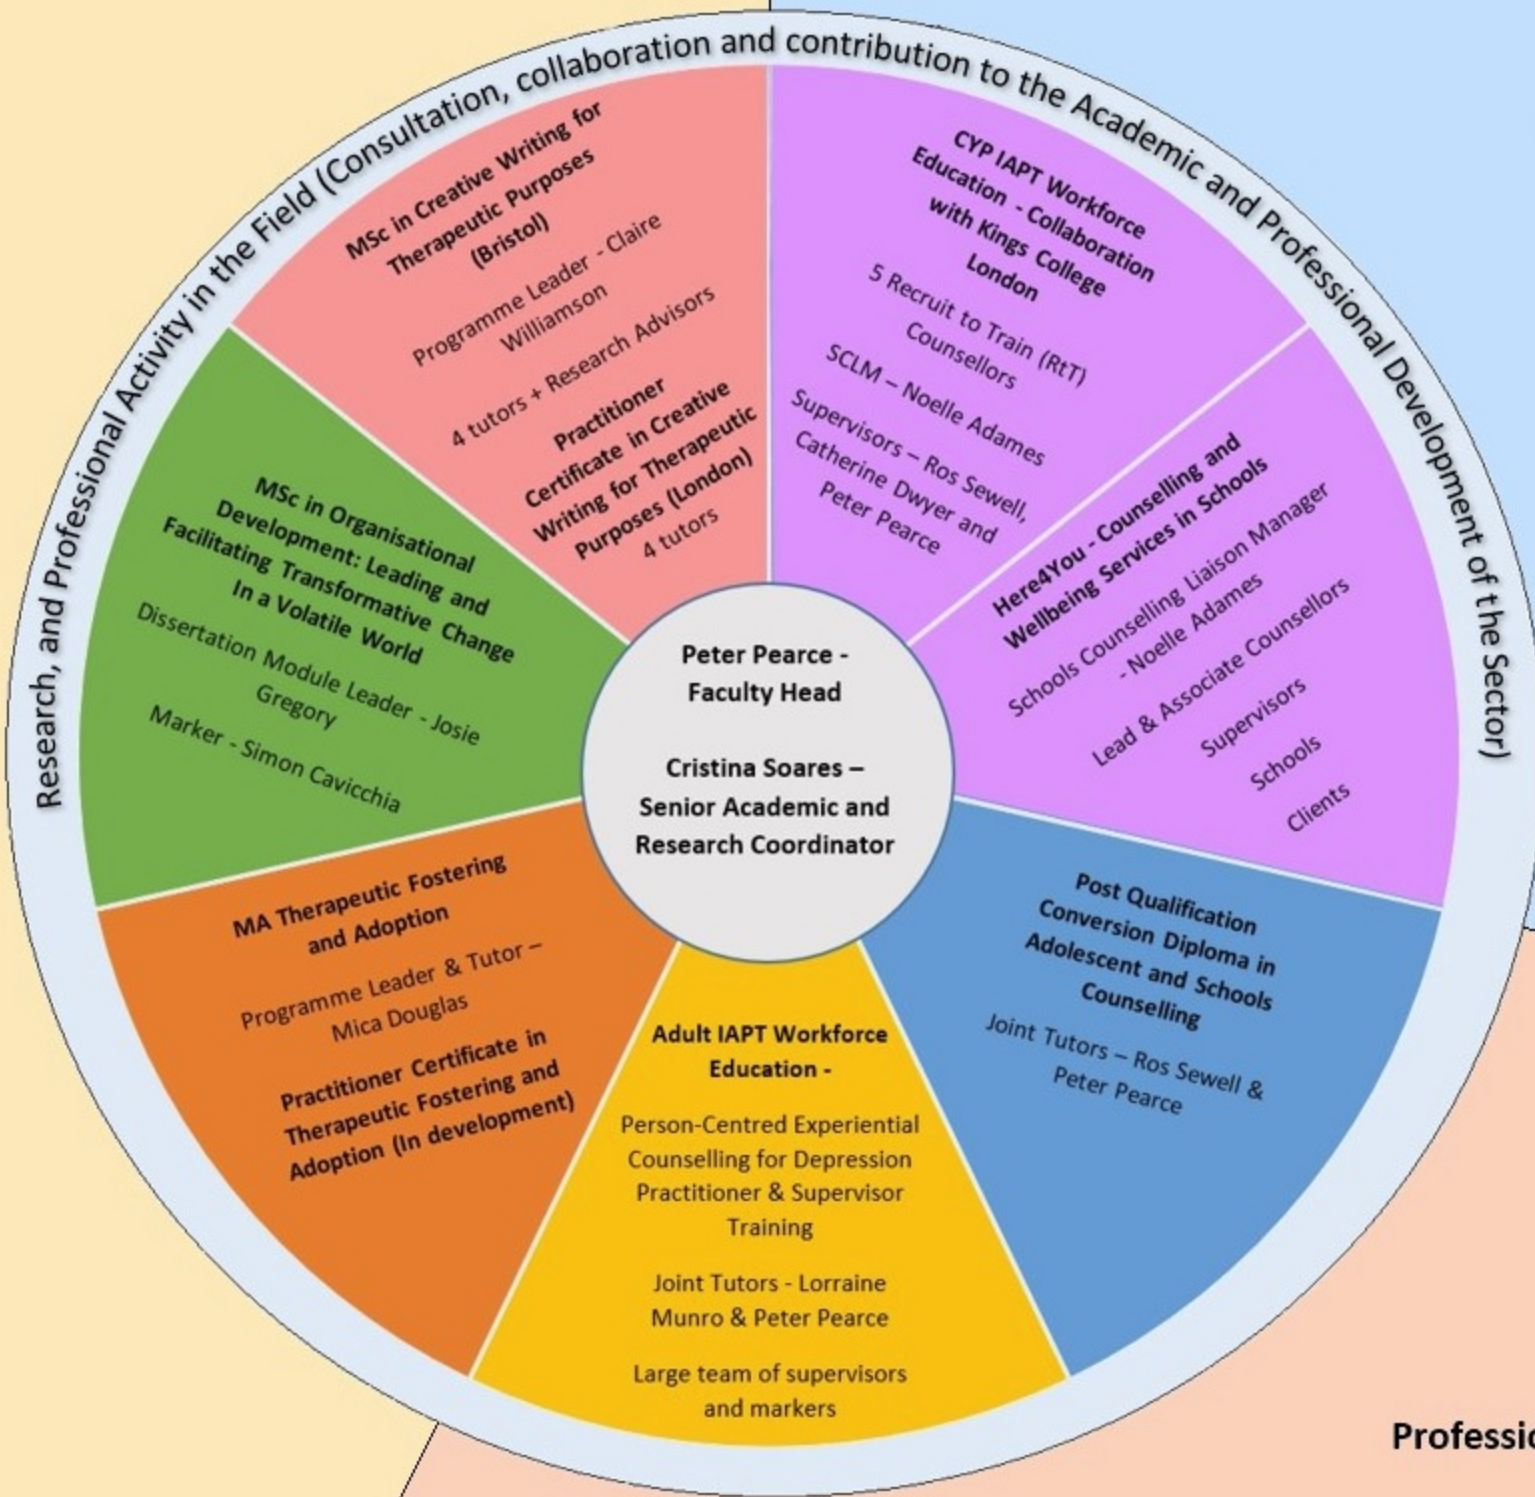 Research, and Professional Activity in the Field (Consultation, collaboration and contribution to the Academic and Professional Development of the Sector)
MSc in Creative Writing for
Therapeutic Purposes
(Bristol)
Programme Leader - Claire
Williamson
4 tutors + Research Advisors
Practitioner
Certificate in Creative
Writing for Therapeutic
Purposes (London)
4 tutors
CYP IAPT Workforce
Education - Collaboration
with Kings College
London
5 Recruit to Train (RtT)
Counsellors
SCLM – Noelle Adames
Supervisors – Ros Sewell,
Catherine Dwyer and
Peter Pearce
Here4You - Counselling and
Wellbeing Services in Schools
Schools Counselling Liaison Manager
- Noelle Adames
Lead & Associate Counsellors
Supervisors
Schools
Clients
Post Qualification
Conversion Diploma in
Adolescent and Schools
Counselling
Joint Tutors – Ros Sewell &
Peter Pearce
Adult IAPT Workforce
Education -
Person-Centred Experiential
Counselling for Depression
Practitioner & Supervisor
Training
Joint Tutors - Lorraine
Munro & Peter Pearce
Large team of supervisors
and markers
MA Therapeutic Fostering
and Adoption
Programme Leader & Tutor –
Mica Douglas
Practitioner Certificate in
Therapeutic Fostering and
Adoption (In development)
MSc in Organisational
Development: Leading and
Facilitating Transformative Change
In a Volatile World
Dissertation Module Leader - Josie
Gregory
Marker - Simon Cavicchia
Peter Pearce -
Faculty Head
Cristina Soares –
Senior Academic and
Research Coordinator
Professio